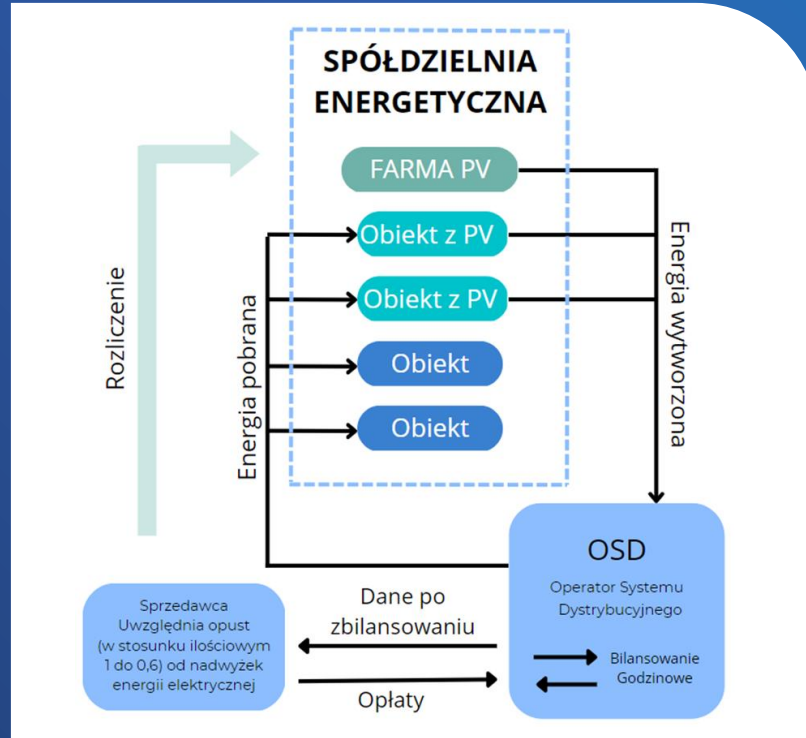 SPÓŁDZIELNIA
ENERGETYCZNA
FARMA PV
Obiekt z PV
Obiekt z PV
Obiekt
Obiekt
Rozliczenie
Energia pobrana
Energia wytworzona
OSD
Operator Systemu
Dystrybucyjnego
Bilansowanie
Godzinowe
Dane po
zbilansowaniu
Opłaty
Sprzedawca
Uwzględnia opust
(w stosunku ilościowym
1 do 0,6) od nadwyżek
energii elektrycznej